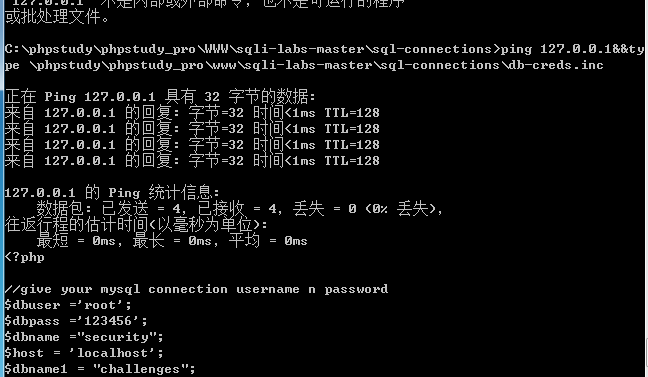 '127.0.0.1' 不是内部或外部命令，也不是可运行的程序
或批处理文件。
C:\phpstudy\phpstudy_pro\WWW\sqli-labs-master\sql-connections>ping 127.0.0.1&&ty
pe \phpstudy\phpstudy_pro\www\sqli-labs-master\sql-connections\db-creds.inc
正在 Ping 127.0.0.1 具有 32 字节的数据:
来自 127.0.0.1 的回复: 字节=32 时间<1ms TTL=128
来自 127.0.0.1 的回复: 字节=32 时间<1ms TTL=128
来自 127.0.0.1 的回复: 字节=32 时间<1ms TTL=128
来自 127.0.0.1 的回复: 字节=32 时间<1ms TTL=128
127.0.0.1 的 Ping 统计信息:
数据包: 已发送 = 4, 已接收 = 4, 丢失 = 0 (0% 丢失),
往返行程的估计时间(以毫秒为单位):
最短 = 0ms, 最长 = 0ms, 平均 = 0ms
<?php
//give your mysql connection username n password
$dbuser ='root';
$dbpass ='123456';
$dbname ="security";
$host = 'localhost';
$dbname1 = "challenges";